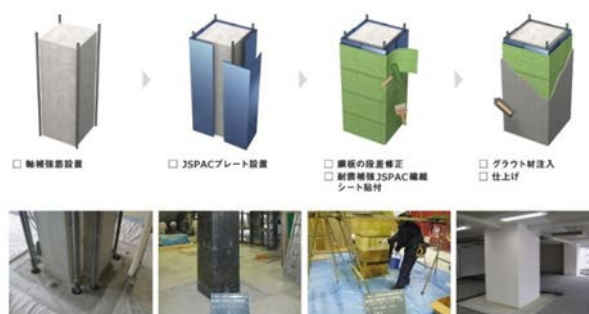 □ 軸補強筋設置
□ JSPACプレート設置
□ 鋼板の段差修正
□ 耐震補強JSPAC繊維
シート貼付
□ グラウト材注入
□ 仕上げ